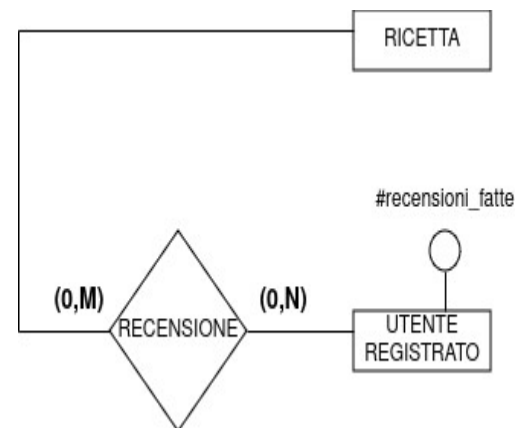 RICETTA
#recensioni_fatte
(0,M)
(0,N)
RECENSIONE
UTENTE
REGISTRATO